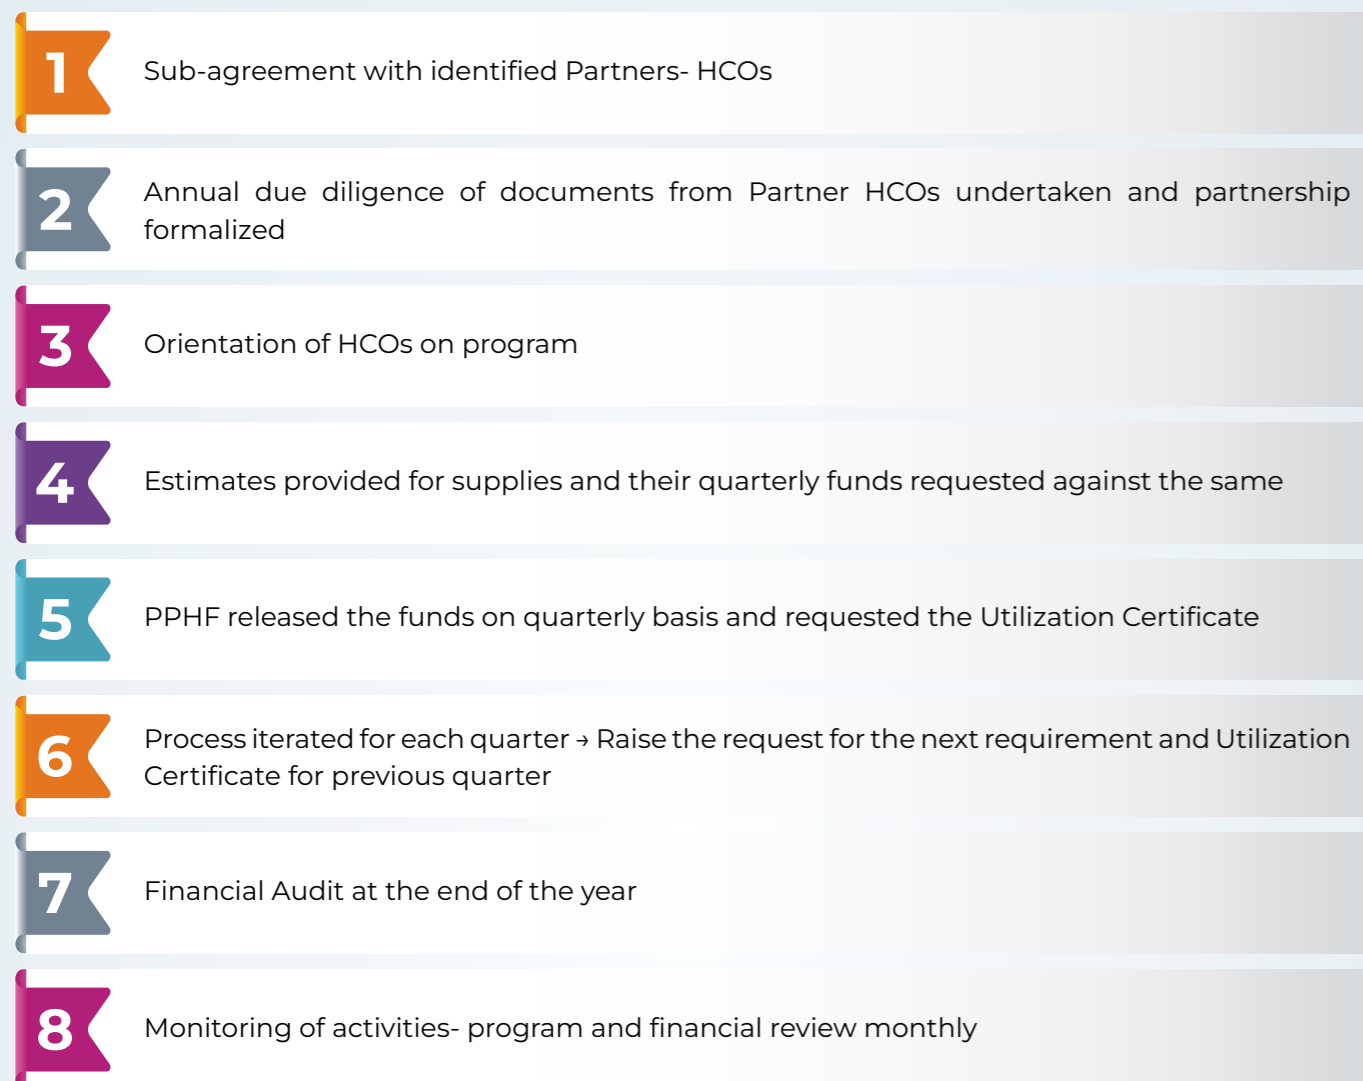 1
Sub-agreement with identified Partners- HCOs
2
Annual due diligence of documents from Partner HCOs undertaken and partnership
formalized
3
Orientation of HCOs on program
4
Estimates provided for supplies and their quarterly funds requested against the same
5
PPHF released the funds on quarterly basis and requested the Utilization Certificate
6
Process iterated for each quarter → Raise the request for the next requirement and Utilization
Certificate for previous quarter
7
Financial Audit at the end of the year
8
Monitoring of activities- program and financial review monthly